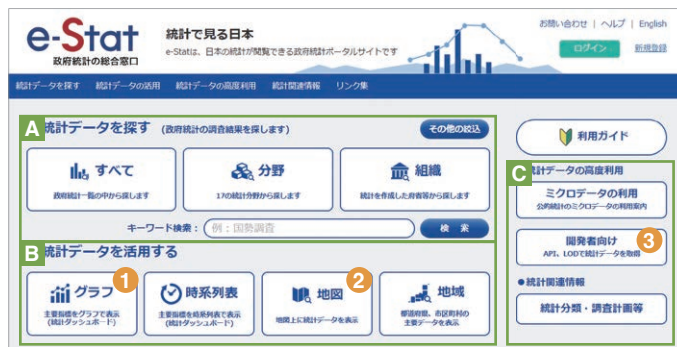 e-Stat
政府統計の総合窓口
統計で見る日本
e-Statは、日本の統計が閲覧できる政府統計ポータルサイトです
お問い合わせ | ヘルプ | English
ログイン 新規登録
統計データを探す 統計データの活用 統計データの高度利用 統計関連情報 リンク集
A 統計データを探す (政府統計の調査結果を探します) その他の絞込
すべて
政府統計一覧の中から探します
分野
17の統計分野から探します
組織
統計を作成した府省等から探します
キーワード検索: 例:国勢調査 検 索
B 統計データを活用する
グラフ 1
主要指標をグラフで表示
(統計ダッシュボード)
時系列表
主要指標を時系列表で表示
(統計ダッシュボード)
地図 2
地図上に統計データを表示
地域
都道府県、市区町村の
主要データを表示
利用ガイド
C 統計データの高度利用
ミクロデータの利用
公的統計のミクロデータの利用案内
開発者向け 3
API、LODで統計データを取得
●統計関連情報
統計分類・調査計画等